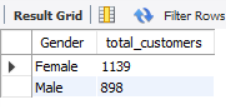 Result Grid Filter Rows
Gender total_customers
Female 1139
Male 898